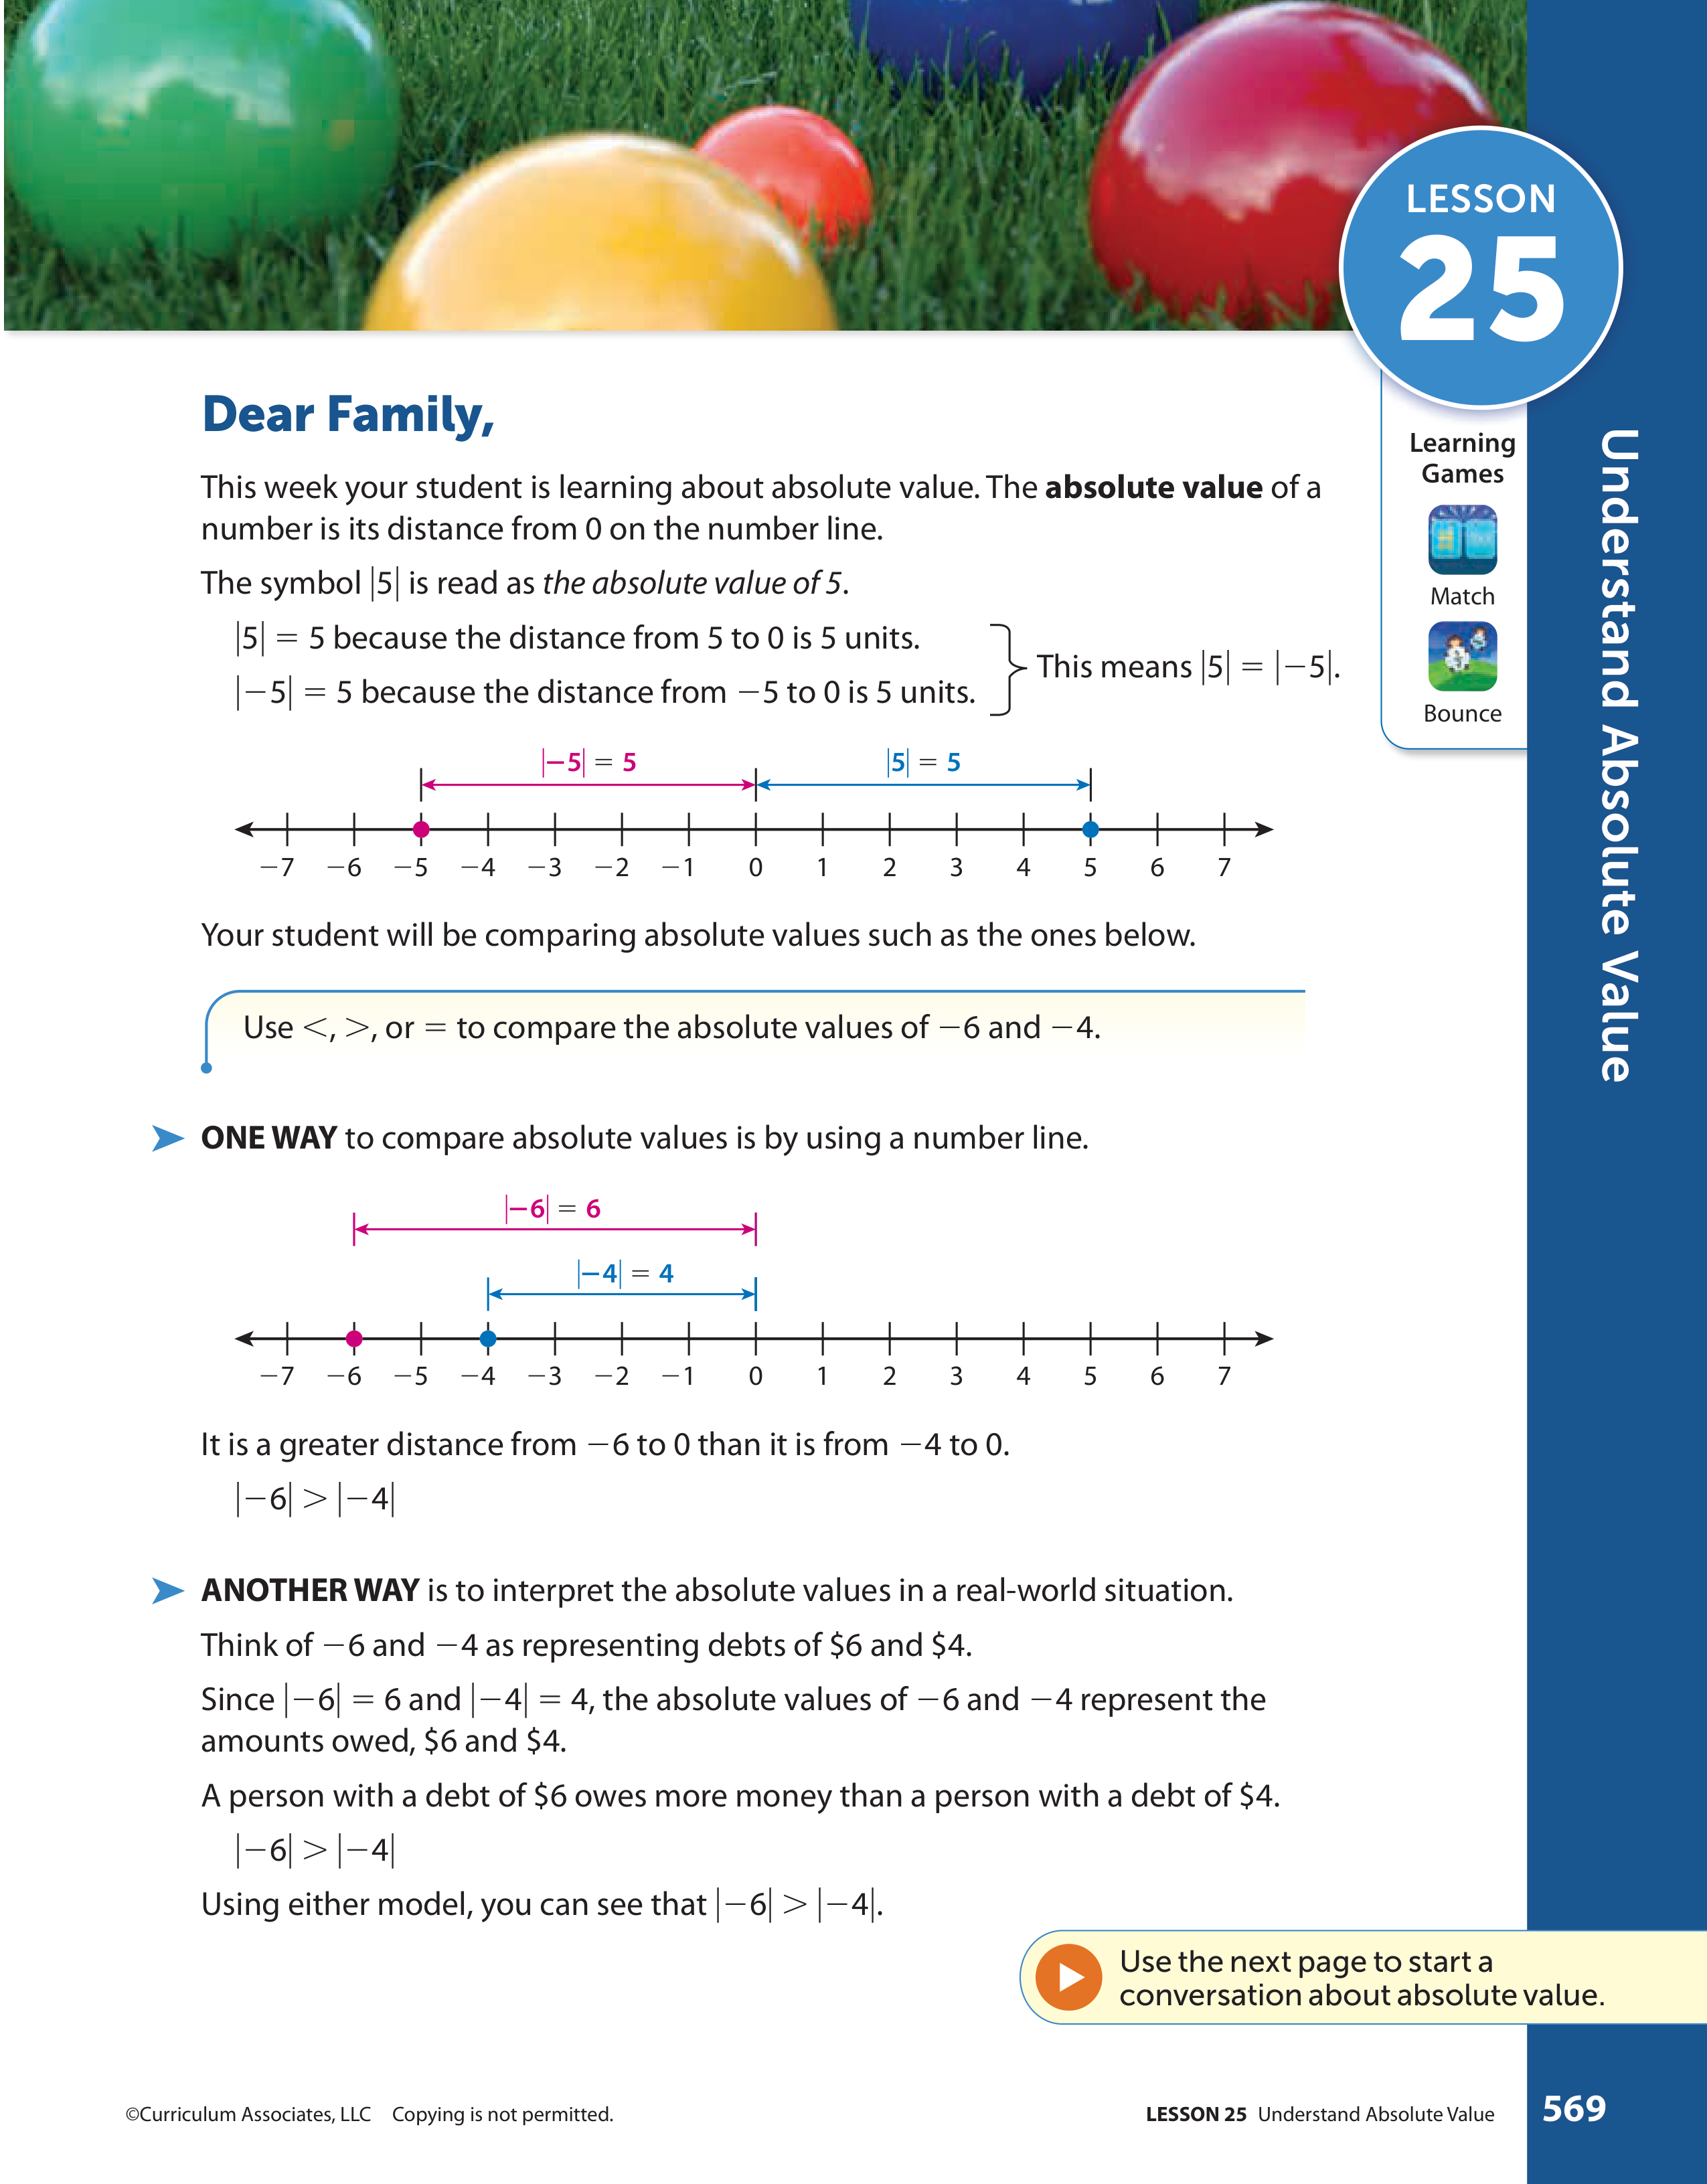 LESSON
25
Dear Family,
This week your student is learning about absolute value. The absolute value of a
number is its distance from 0 on the number line.
The symbol |5| is read as the absolute value of 5.
|5| = 5 because the distance from 5 to 0 is 5 units.
|−5| = 5 because the distance from −5 to 0 is 5 units.
This means |5| = |−5|.
Learning
Games
Match
Bounce
Understand Absolute Value
|−5| = 5 |5| = 5
−7 −6 −5 −4 −3 −2 −1 0 1 2 3 4 5 6 7
Your student will be comparing absolute values such as the ones below.
Use <, >, or = to compare the absolute values of −6 and −4.
ONE WAY to compare absolute values is by using a number line.
|−6| = 6
|−4| = 4
−7 −6 −5 −4 −3 −2 −1 0 1 2 3 4 5 6 7
It is a greater distance from −6 to 0 than it is from −4 to 0.
|−6| > |−4|
ANOTHER WAY is to interpret the absolute values in a real-world situation.
Think of −6 and −4 as representing debts of $6 and $4.
Since |−6| = 6 and |−4| = 4, the absolute values of −6 and −4 represent the
amounts owed, $6 and $4.
A person with a debt of $6 owes more money than a person with a debt of $4.
|−6| > |−4|
Using either model, you can see that |−6| > |−4|.
Use the next page to start a
conversation about absolute value.
©Curriculum Associates, LLC Copying is not permitted.
LESSON 25 Understand Absolute Value
569